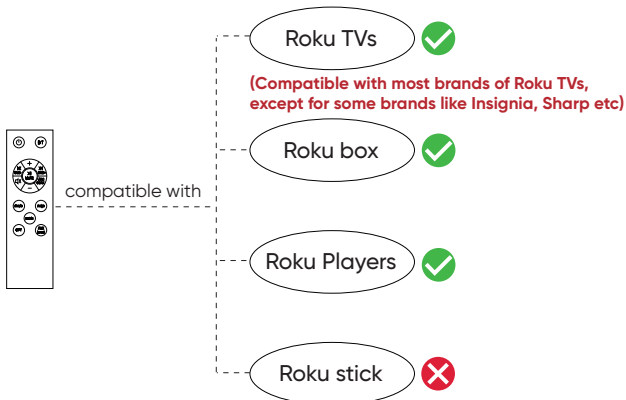 Roku TVs
(Compatible with most brands of Roku TVs,
except for some brands like Insignia, Sharp etc)
Roku box
compatible with
Roku Players
Roku stick